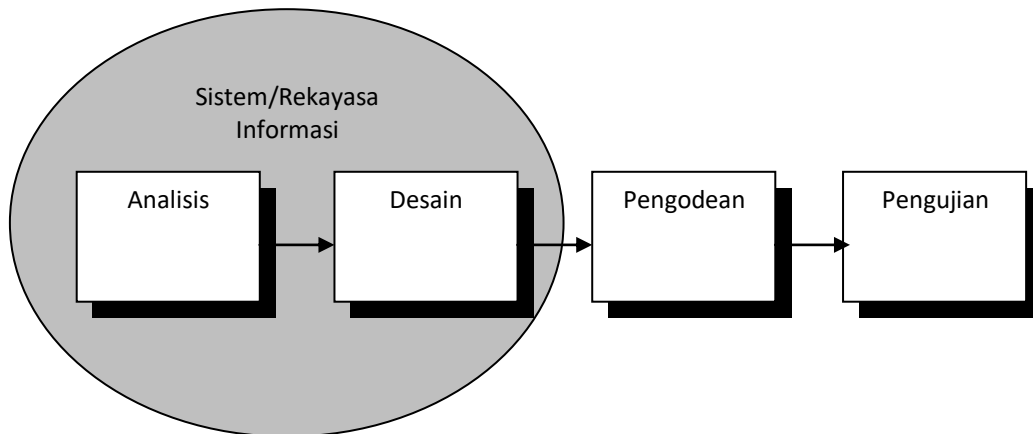 Sistem/Rekayasa
Informasi
Analisis
Desain
Pengodean
Pengujian